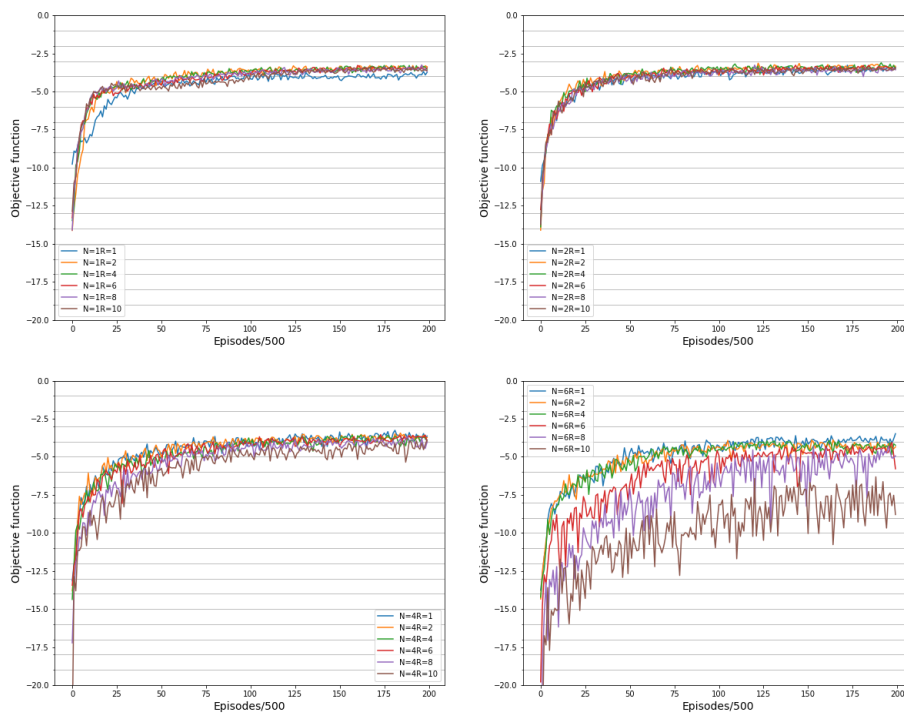 0.0
−2.5
−5.0
−7.5
−10.0
−12.5
−15.0
−17.5
−20.0
Objective function
N=1R=1
N=1R=2
N=1R=4
N=1R=6
N=1R=8
N=1R=10
0 25 50 75 100 125 150 175 200
Episodes/500
0.0
−2.5
−5.0
−7.5
−10.0
−12.5
−15.0
−17.5
−20.0
Objective function
N=2R=1
N=2R=2
N=2R=4
N=2R=6
N=2R=8
N=2R=10
0 25 50 75 100 125 150 175 200
Episodes/500
0.0
−2.5
−5.0
−7.5
−10.0
−12.5
−15.0
−17.5
−20.0
Objective function
N=4R=1
N=4R=2
N=4R=4
N=4R=6
N=4R=8
N=4R=10
0 25 50 75 100 125 150 175 200
Episodes/500
0.0
−2.5
−5.0
−7.5
−10.0
−12.5
−15.0
−17.5
−20.0
Objective function
N=6R=1
N=6R=2
N=6R=4
N=6R=6
N=6R=8
N=6R=10
0 25 50 75 100 125 150 175 200
Episodes/500